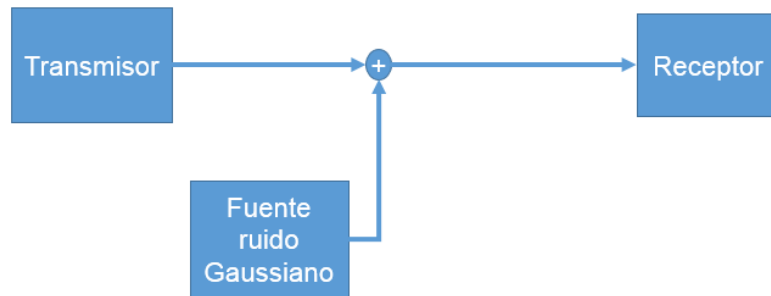 Transmisor
+
Receptor
Fuente
ruido
Gaussiano